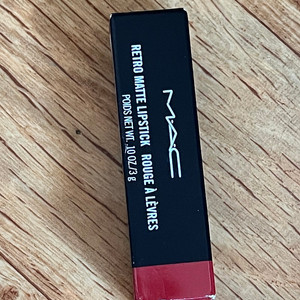 MAC
RETRO MATTE LIPSTICK ROUGE À LÈVRES
POIDS NET WT. .10 OZ./3 g